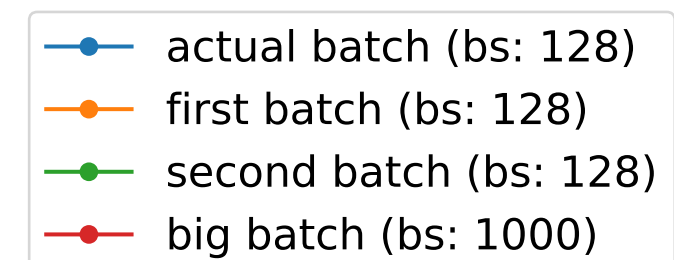 actual batch (bs: 128)
first batch (bs: 128)
second batch (bs: 128)
big batch (bs: 1000)